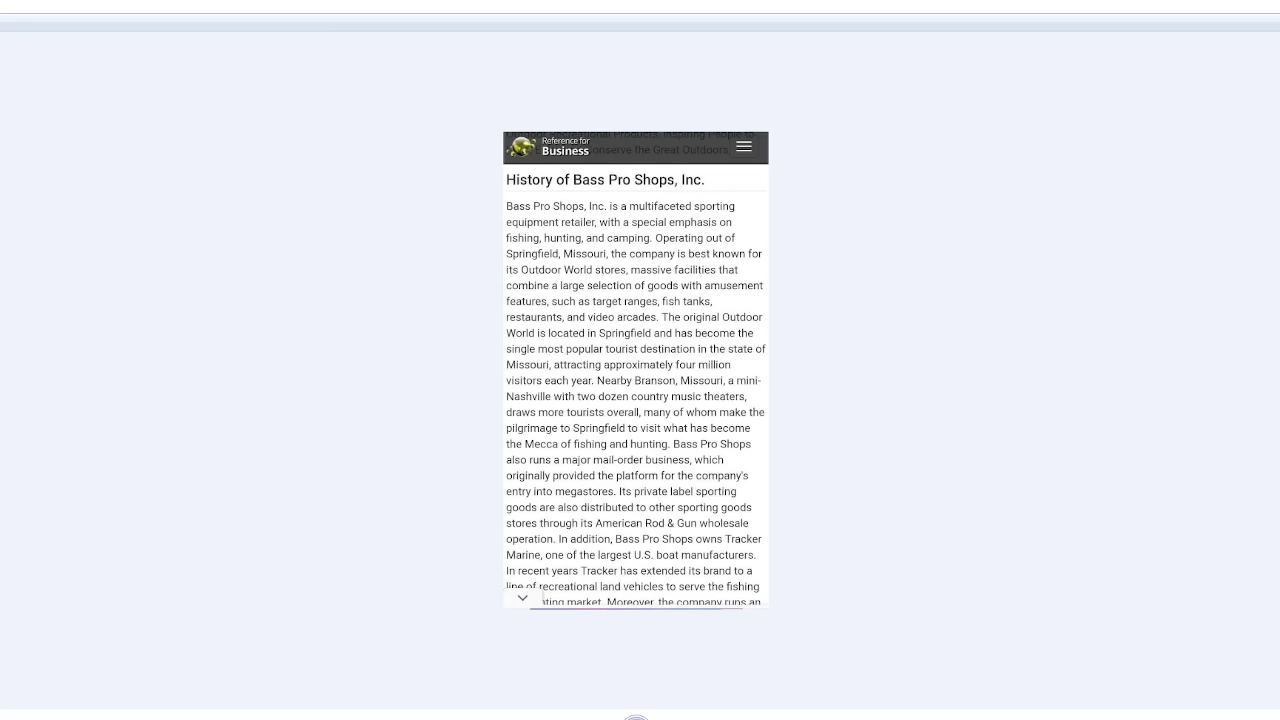 Reference for
Business
onserve the Great Outdoors
History of Bass Pro Shops, Inc.
Bass Pro Shops, Inc. is a multifaceted sporting
equipment retailer, with a special emphasis on
fishing, hunting, and camping. Operating out of
Springfield, Missouri, the company is best known for
its Outdoor World stores, massive facilities that
combine a large selection of goods with amusement
features, such as target ranges, fish tanks,
restaurants, and video arcades. The original Outdoor
World is located in Springfield and has become the
single most popular tourist destination in the state of
Missouri, attracting approximately four million
visitors each year. Nearby Branson, Missouri, a mini-
Nashville with two dozen country music theaters,
draws more tourists overall, many of whom make the
pilgrimage to Springfield to visit what has become
the Mecca of fishing and hunting. Bass Pro Shops
also runs a major mail-order business, which
originally provided the platform for the company's
entry into megastores. Its private label sporting
goods are also distributed to other sporting goods
stores through its American Rod & Gun wholesale
operation. In addition, Bass Pro Shops owns Tracker
Marine, one of the largest U.S. boat manufacturers.
In recent years Tracker has extended its brand to a
line of recreational land vehicles to serve the fishing
nting market. Moreover, the company runs an